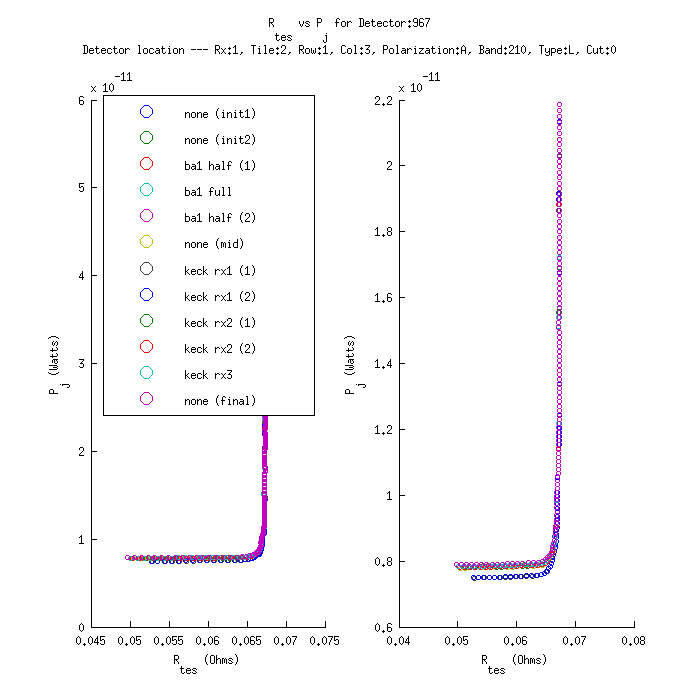 R tes vs P j for Detector:967
Detector location --- Rx:1, Tile:2, Row:1, Col:3, Polarization:A, Band:210, Type:L, Cut:0
x 10 -11
6
5
4
3
2
1
0
P j (Watts)
0.045 0.05 0.055 0.06 0.065 0.07 0.075
R tes (Ohms)
none (init1)
none (init2)
ba1 half (1)
ba1 full
ba1 half (2)
none (mid)
keck rx1 (1)
keck rx1 (2)
keck rx2 (1)
keck rx2 (2)
keck rx3
none (final)
x 10 -11
2.2
2
1.8
1.6
1.4
1.2
1
0.8
0.6
P j (Watts)
0.04 0.05 0.06 0.07 0.08
R tes (Ohms)